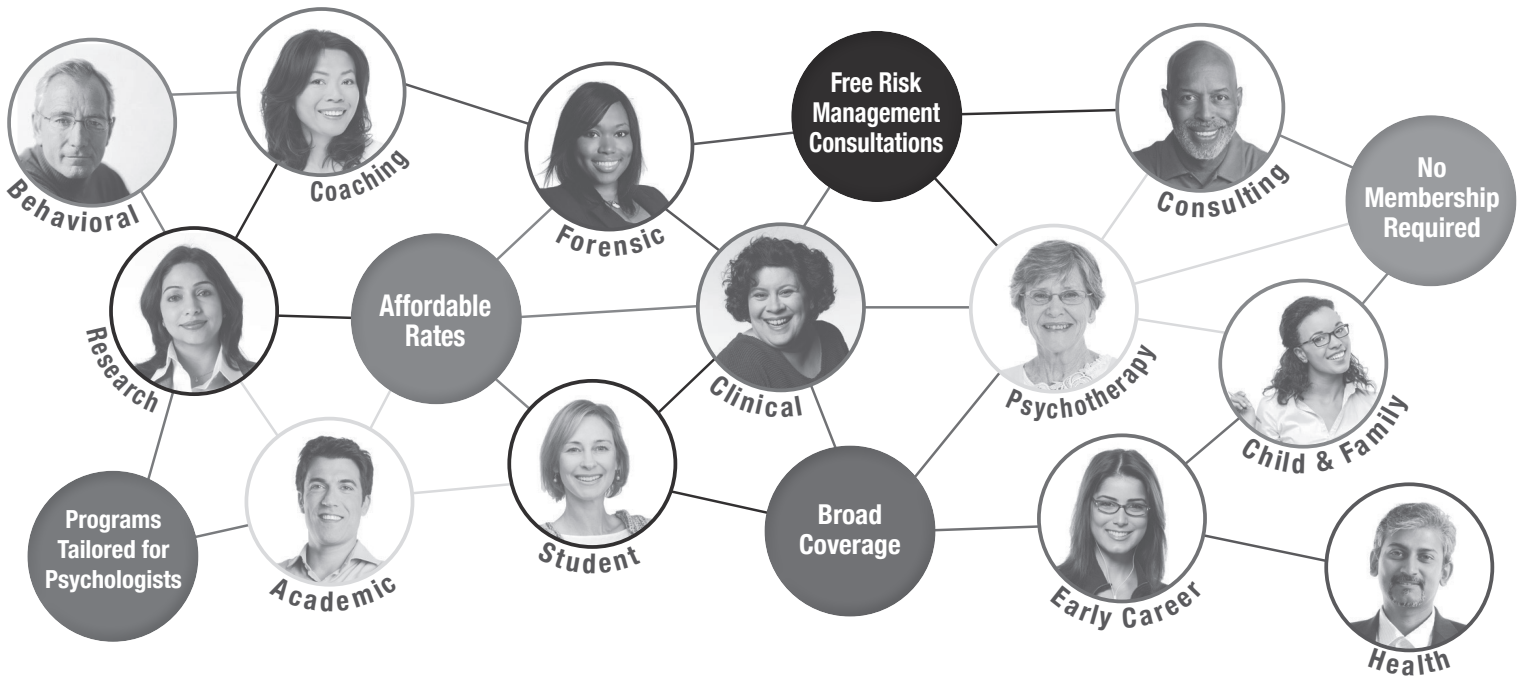 Behavioral
Coaching
Forensic
Free Risk
Management
Consultations
Consulting
No
Membership
Required
Research
Affordable
Rates
Clinical
Psychotherapy
Child & Family
Programs
Tailored for
Psychologists
Academic
Student
Broad
Coverage
Early Career
Health